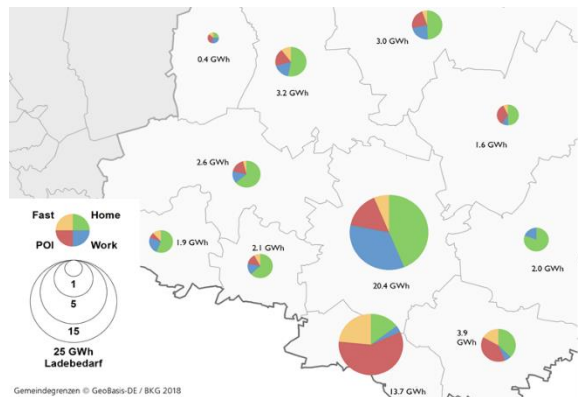 3.0 GWh
0.4 GWh
3.2 GWh
1.6 GWh
2.6 GWh
Fast Home
POI Work
1.9 GWh
2.1 GWh
2.0 GWh
20.4 GWh
1
5
15
25 GWh
Ladebedarf
3.9
GWh
13.7 GWh
Gemeindegrenzen © GeoBasis-DE / BKG 2018